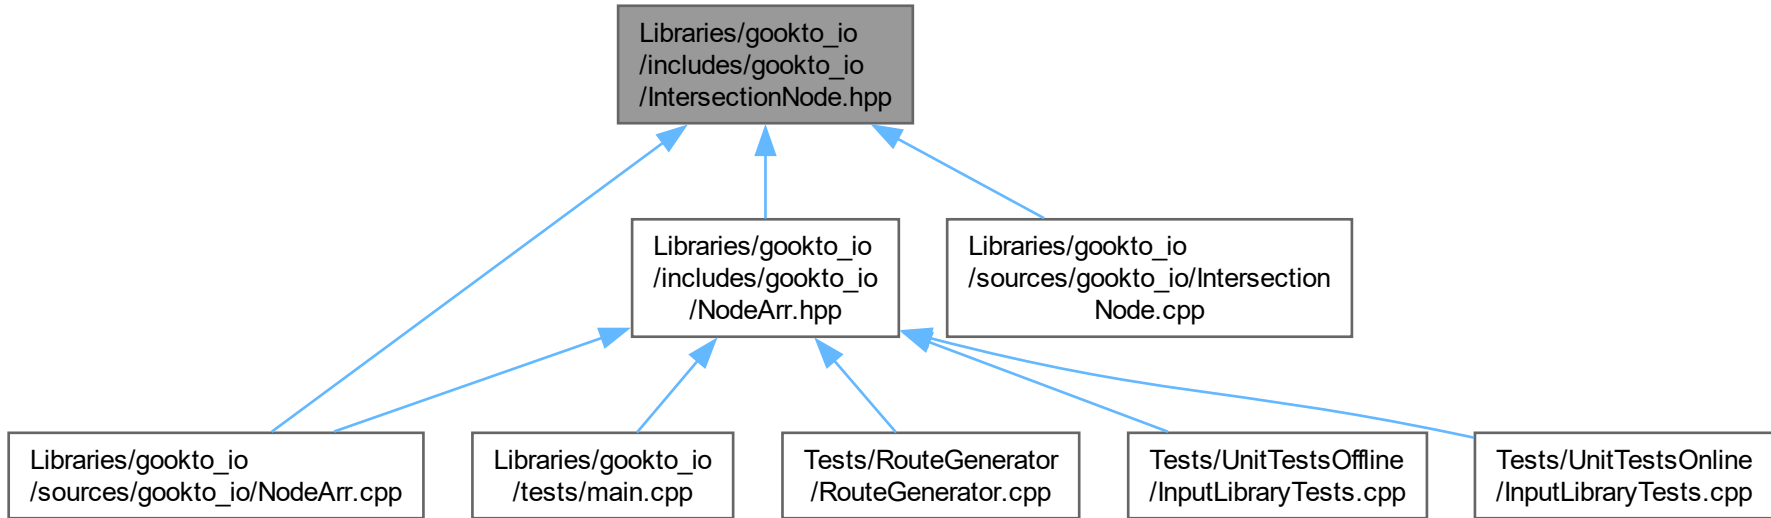 Libraries/gookto_io
/includes/gookto_io
/IntersectionNode.hpp
Libraries/gookto_io
/includes/gookto_io
/NodeArr.hpp
Libraries/gookto_io
/sources/gookto_io/Intersection
Node.cpp
Libraries/gookto_io
/sources/gookto_io/NodeArr.cpp
Libraries/gookto_io
/tests/main.cpp
Tests/RouteGenerator
/RouteGenerator.cpp
Tests/UnitTestsOffline
/InputLibraryTests.cpp
Tests/UnitTestsOnline
/InputLibraryTests.cpp